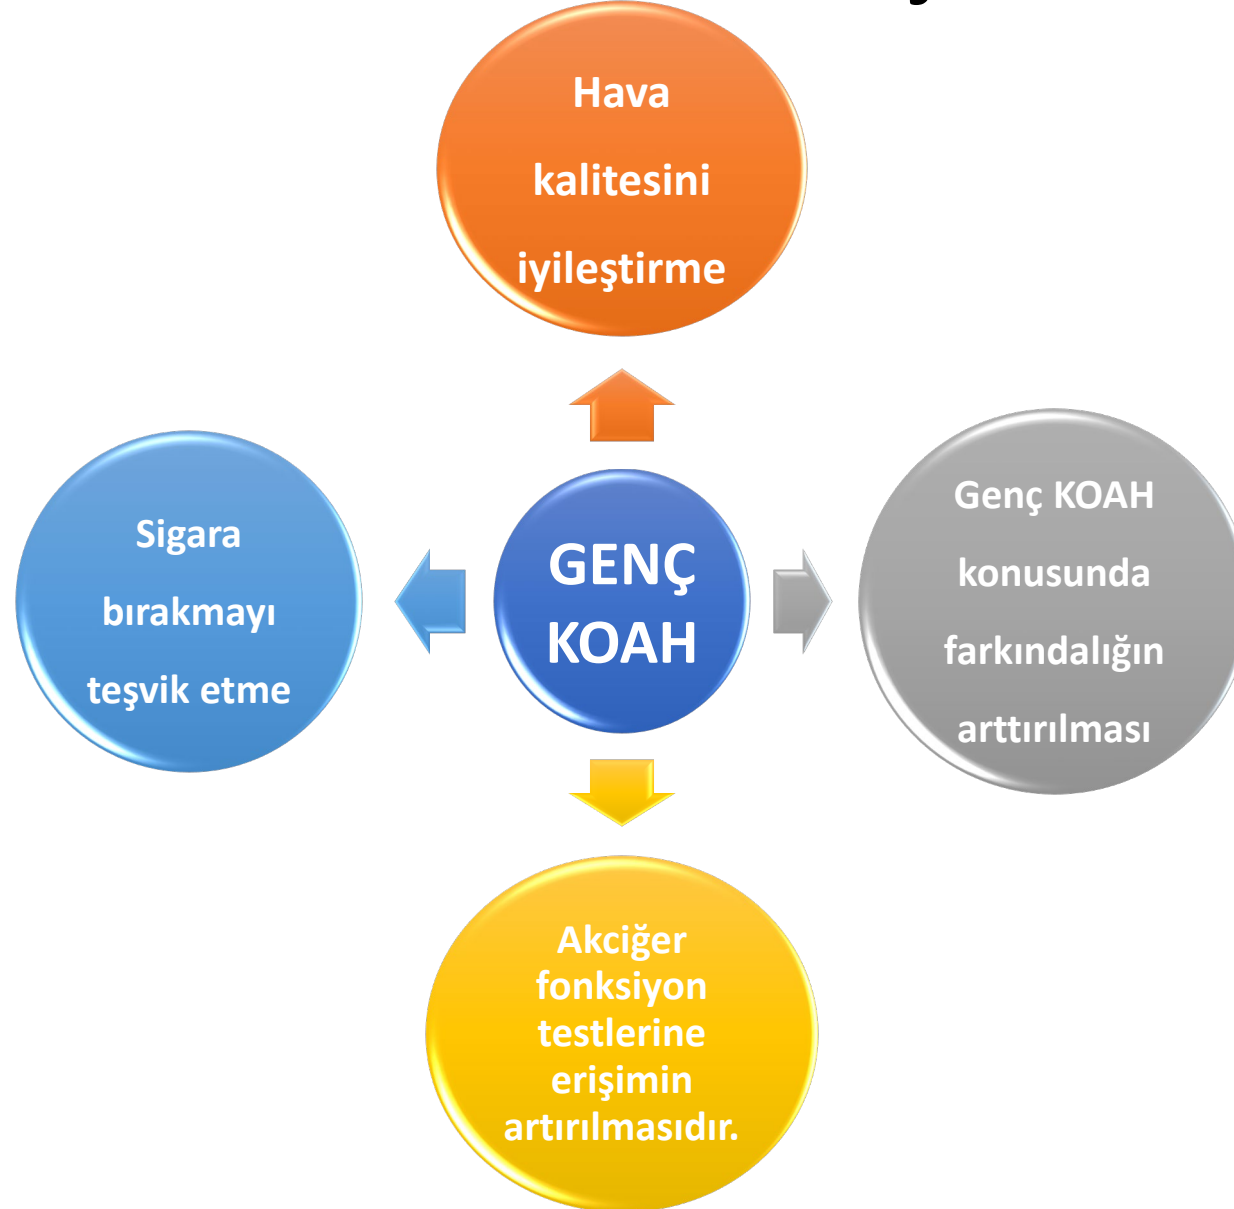 Hava
kalitesini
iyileştirme
Sigara
bırakmayı
teşvik etme
GENÇ
KOAH
Genç KOAH
konusunda
farkındalığın
arttırılması
Akciğer
fonksiyon
testlerine
erişimin
artırılmasıdır.